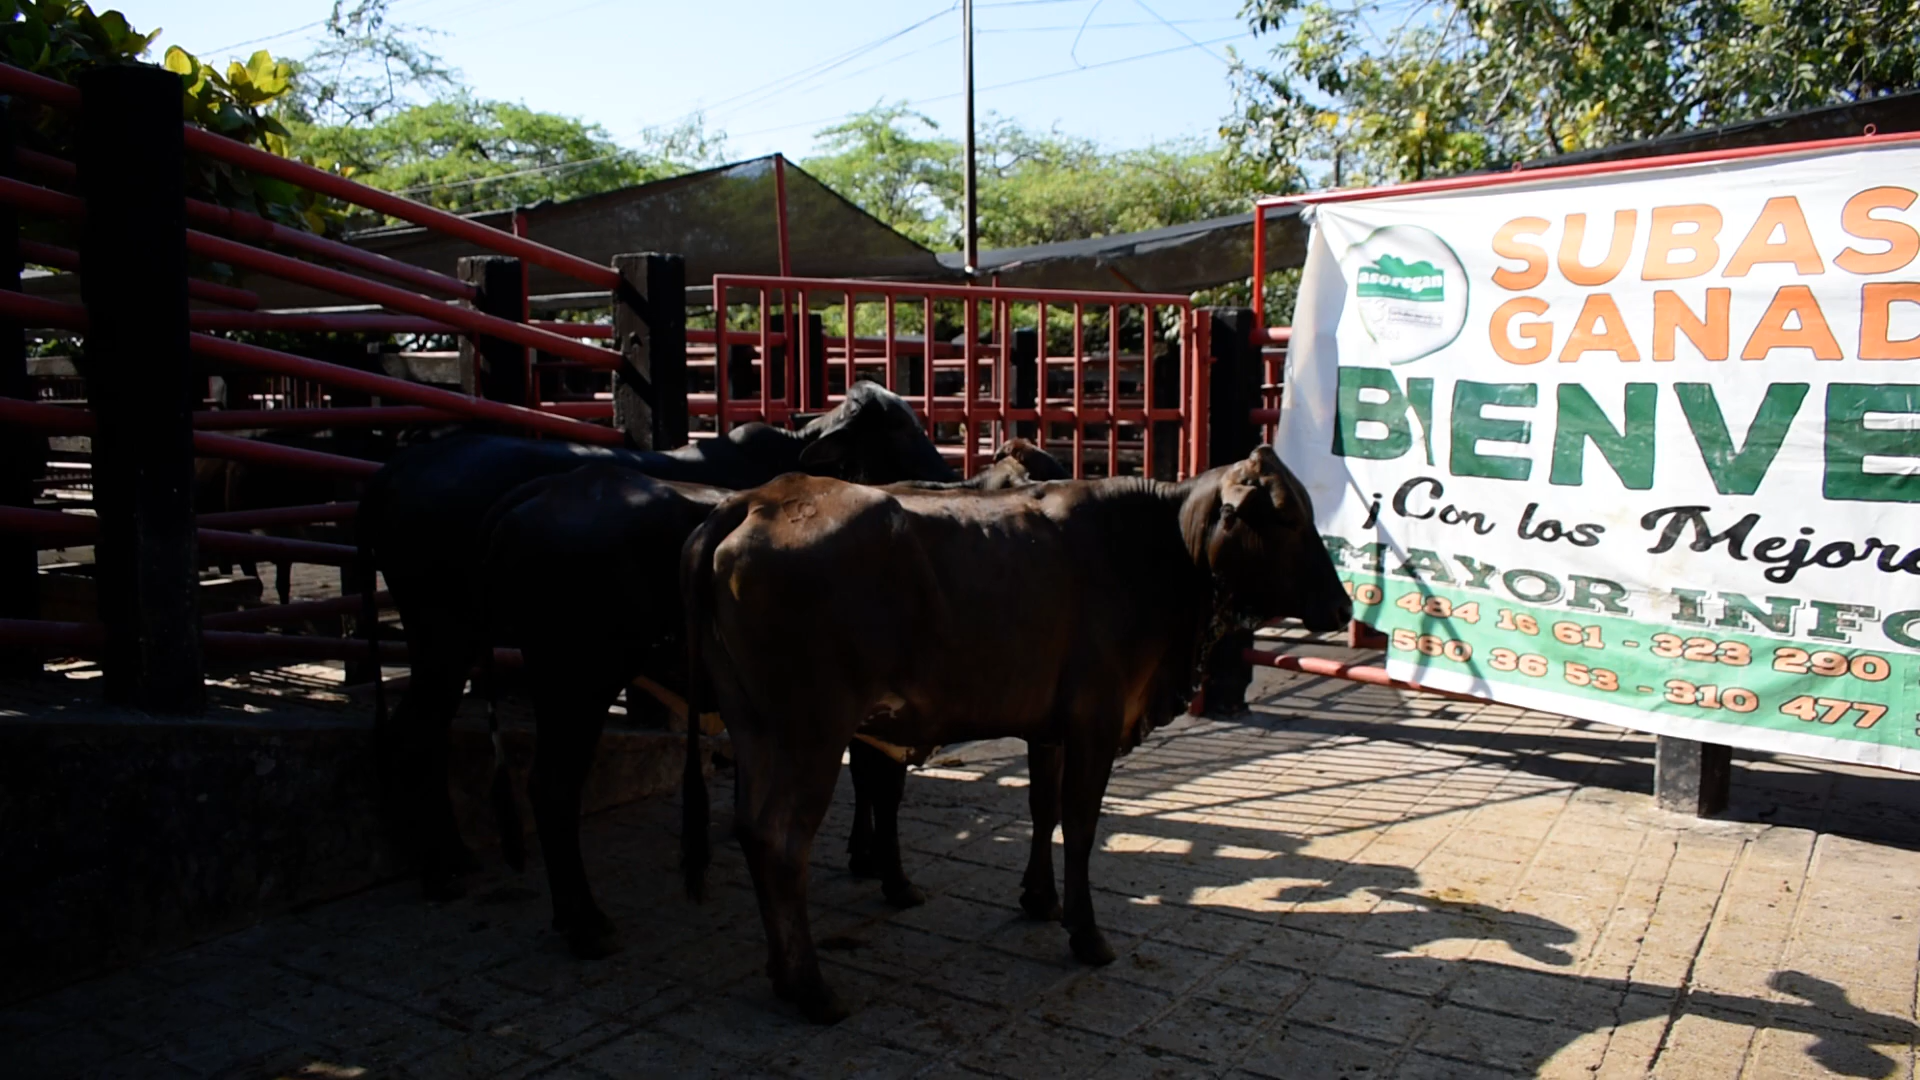 asoregan
SUBAS
GANAD
BIENVE
¡Con los Mejore
MAYOR INFO
10 484 16 61 - 323 290
560 36 53 - 310 477